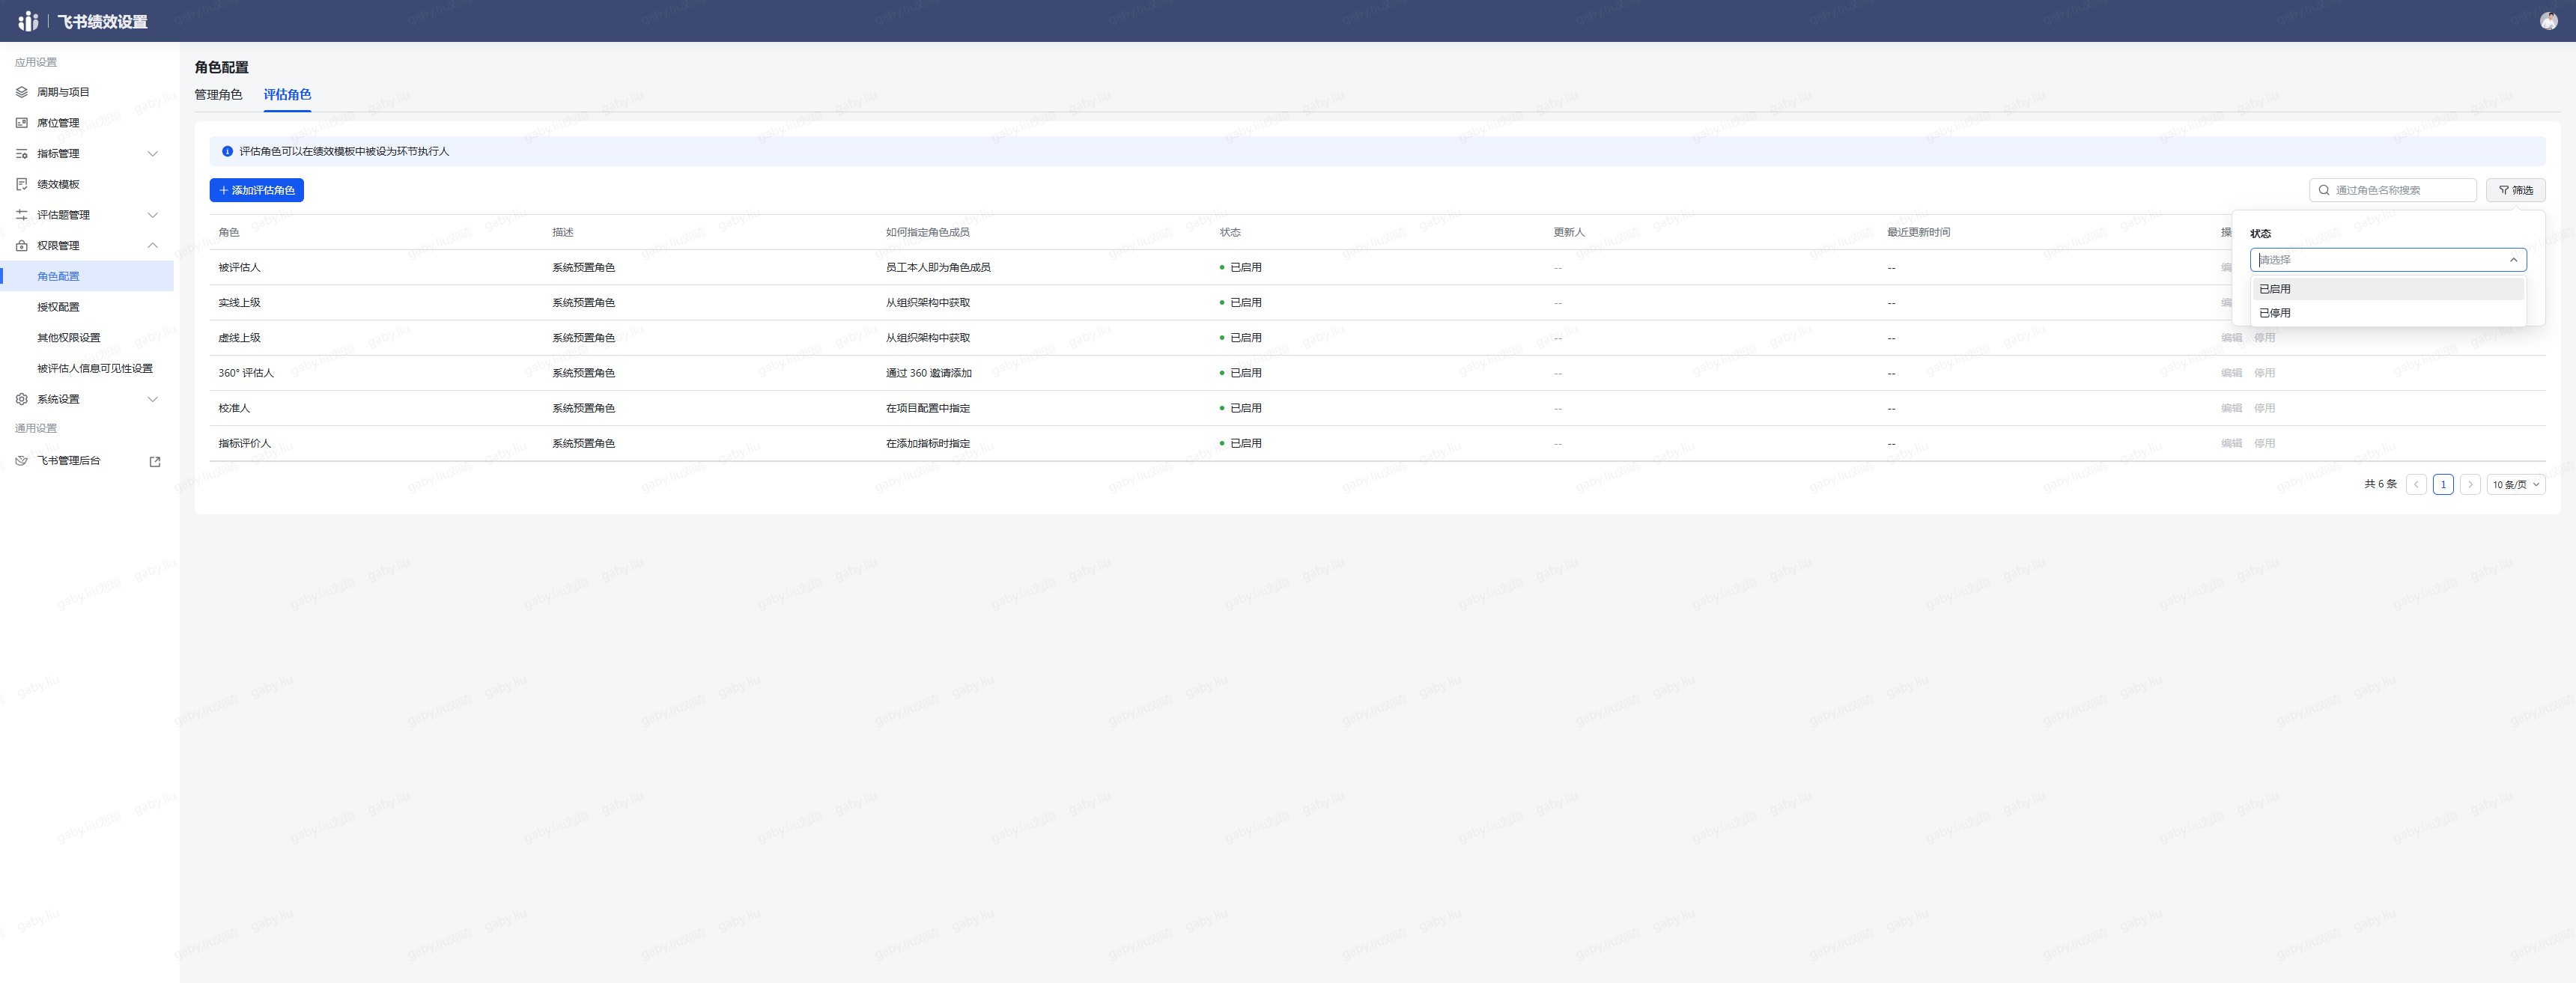 飞书绩效设置
应用设置
周期与项目
席位管理
指标管理
绩效模板
评估题管理
权限管理
角色配置
授权配置
其他权限设置
被评估人信息可见性设置
系统设置
通用设置
飞书管理后台
角色配置
管理角色 评估角色
评估角色可以在绩效模板中被设为环节执行人
添加评估角色
通过角色名称搜索 筛选
角色 描述 如何指定角色成员 状态 更新人 最近更新时间 操
被评估人 系统预置角色 员工本人即为角色成员 已启用 -- -- 编
实线上级 系统预置角色 从组织架构中获取 已启用 -- -- 编
虚线上级 系统预置角色 从组织架构中获取 已启用 -- -- 编辑 停用
360° 评估人 系统预置角色 通过 360 邀请添加 已启用 -- -- 编辑 停用
校准人 系统预置角色 在项目配置中指定 已启用 -- -- 编辑 停用
指标评价人 系统预置角色 在添加指标时指定 已启用 -- -- 编辑 停用
状态
请选择
已启用
已停用
共 6 条 1 10 条/页
gaby.liu